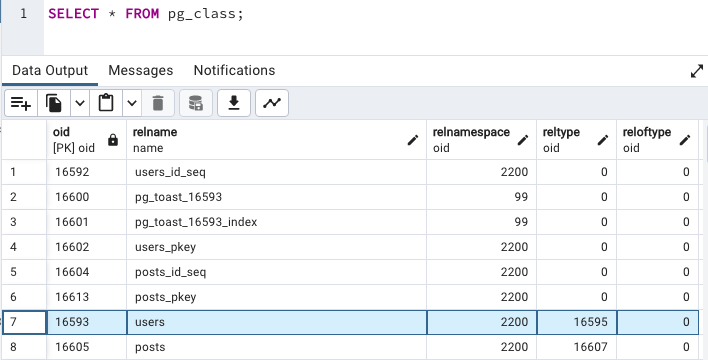 1 SELECT * FROM pg_class;
Data Output Messages Notifications
oid relname relnamespace reltype reloftype
[PK] oid name oid oid oid
1 16592 users_id_seq 2200 0 0
2 16600 pg_toast_16593 99 0 0
3 16601 pg_toast_16593_index 99 0 0
4 16602 users_pkey 2200 0 0
5 16604 posts_id_seq 2200 0 0
6 16613 posts_pkey 2200 0 0
7 16593 users 2200 16595 0
8 16605 posts 2200 16607 0